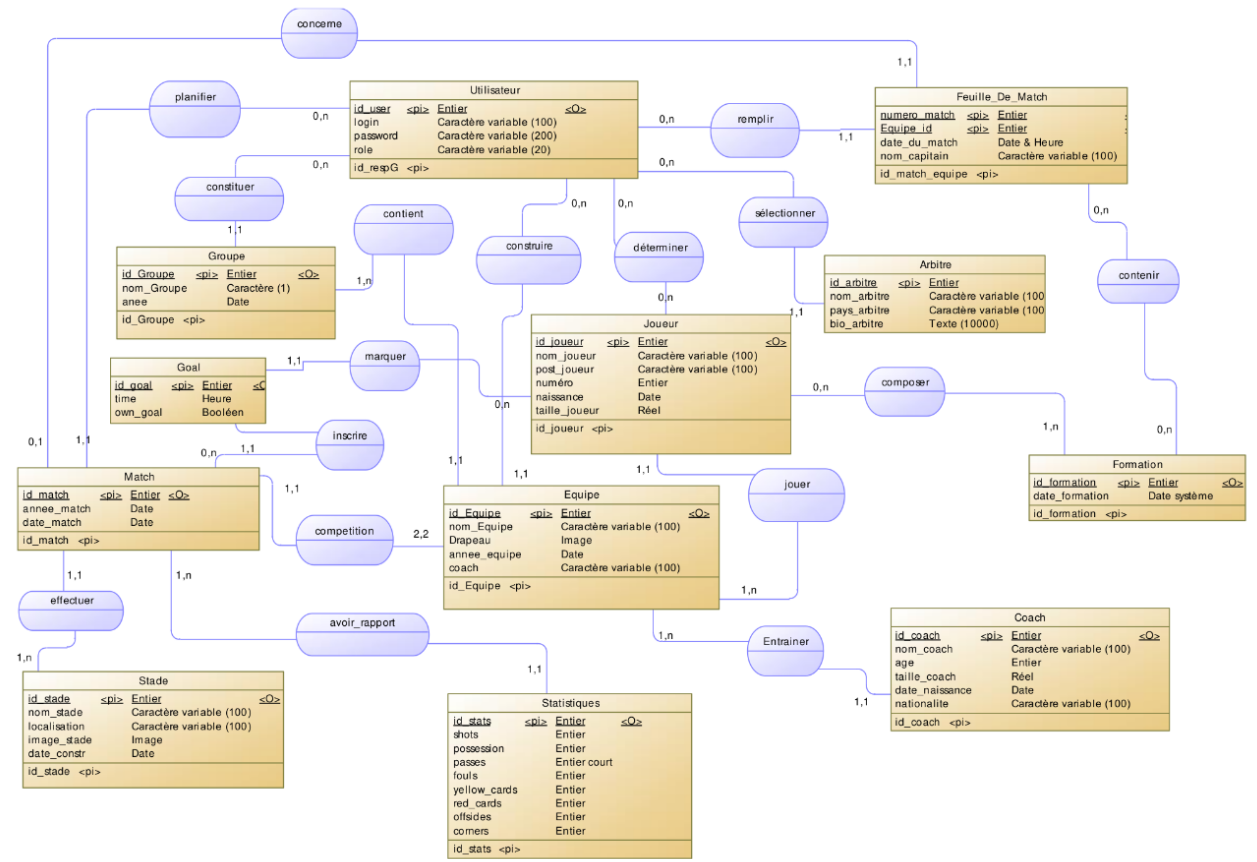 concerne
1,1
planifier
0,n
Utilisateur
id_user <pi> Entier <O>
login Caractère variable (100)
password Caractère variable (200)
role Caractère variable (20)
id_respG <pi>
0,n
remplir
1,1
Feuille_De_Match
numero_match <pi> Entier
Equipe_id <pi> Entier
date_du_match Date & Heure
nom_capitain Caractère variable (100)
id_match_equipe <pi>
0,n
constituer
1,1
contient
0,n
construire
0,n
déterminer
0,n
0,n
sélectionner
1,1
0,n
contenir
0,n
Groupe
id_Groupe <pi> Entier <O>
nom_Groupe Caractère (1)
anee Date
id_Groupe <pi>
1,n
Arbitre
id_arbitre <pi> Entier
nom_arbitre Caractère variable (100
pays_arbitre Caractère variable (100
bio_arbitre Texte (10000)
Joueur
id_joueur <pi> Entier <O>
nom_joueur Caractère variable (100)
post_joueur Caractère variable (100)
numéro Entier
naissance Date
taille_joueur Réel
id_joueur <pi>
Goal
id_goal <pi> Entier <O
time Heure
own_goal Booléen
1,1
marquer
0,n
0,n
composer
1,n
0,1
1,1
0,n
1,1
inscrire
1,1
1,1
1,1
jouer
1,n
Formation
id_formation <pi> Entier <O>
date_formation Date système
id_formation <pi>
Match
id_match <pi> Entier <O>
annee_match Date
date_match Date
id_match <pi>
1,1
competition
2,2
Equipe
id_Equipe <pi> Entier <O>
nom_Equipe Caractère variable (100)
Drapeau Image
annee_equipe Date
coach Caractère variable (100)
id_Equipe <pi>
1,1
effectuer
1,n
1,n
avoir_rapport
1,1
1,n
Entrainer
1,1
Coach
id_coach <pi> Entier <O>
nom_coach Caractère variable (100)
age Entier
taille_coach Réel
date_naissance Date
nationalite Caractère variable (100)
id_coach <pi>
Stade
id_stade <pi> Entier <O>
nom_stade Caractère variable (100)
localisation Caractère variable (100)
image_stade Image
date_constr Date
id_stade <pi>
Statistiques
id_stats <pi> Entier <O>
shots Entier
possession Entier
passes Entier court
fouls Entier
yellow_cards Entier
red_cards Entier
offsides Entier
corners Entier
id_stats <pi>